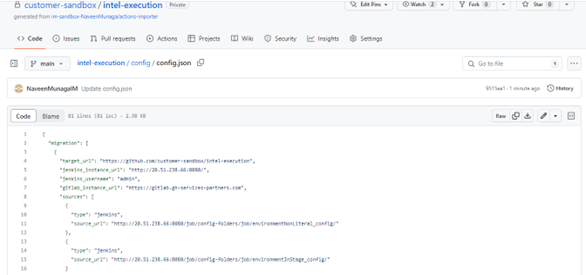 customer-sandbox / intel-execution Private
Edit Pins Watch 2 Fork 0 Star 0
generated from im-sandbox-NaveenMunaga/actions-importer
Code Issues Pull requests Actions Projects Wiki Security Insights Settings
main intel-execution / config / config.json Go to file
NaveenMunagalM Update config.json 9511aa1 · 1 minute ago History
Code Blame 81 lines (81 loc) · 2.38 KB Raw
1 {
2 "migration": [
3 {
4 "target_url": "https://github.com/customer-sandbox/intel-execution",
5 "jenkins_instance_url": "http://20.51.238.66:8080/",
6 "jenkins_username": "admin",
7 "gitlab_instance_url": "https://gitlab.gh-services-partners.com",
8 "sources": [
9 {
10 "type": "jenkins",
11 "source_url": "http://20.51.238.66:8080/job/config-folders/job/environmentNonLiteral_config/"
12 },
13 {
14 "type": "jenkins",
15 "source_url": "http://20.51.238.66:8080/job/config-folders/job/environmentInStage_config/"
16 }